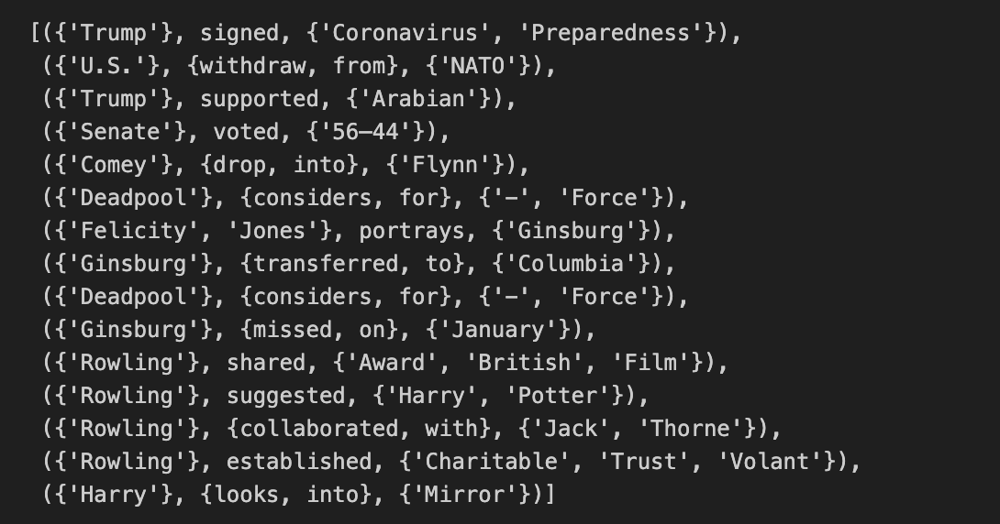 [({'Trump'}, signed, {'Coronavirus', 'Preparedness'}),
({'U.S.'}, {withdraw, from}, {'NATO'}),
({'Trump'}, supported, {'Arabian'}),
({'Senate'}, voted, {'56–44'}),
({'Comey'}, {drop, into}, {'Flynn'}),
({'Deadpool'}, {considers, for}, {'-', 'Force'}),
({'Felicity', 'Jones'}, portrays, {'Ginsburg'}),
({'Ginsburg'}, {transferred, to}, {'Columbia'}),
({'Deadpool'}, {considers, for}, {'-', 'Force'}),
({'Ginsburg'}, {missed, on}, {'January'}),
({'Rowling'}, shared, {'Award', 'British', 'Film'}),
({'Rowling'}, suggested, {'Harry', 'Potter'}),
({'Rowling'}, {collaborated, with}, {'Jack', 'Thorne'}),
({'Rowling'}, established, {'Charitable', 'Trust', 'Volant'}),
({'Harry'}, {looks, into}, {'Mirror'})]